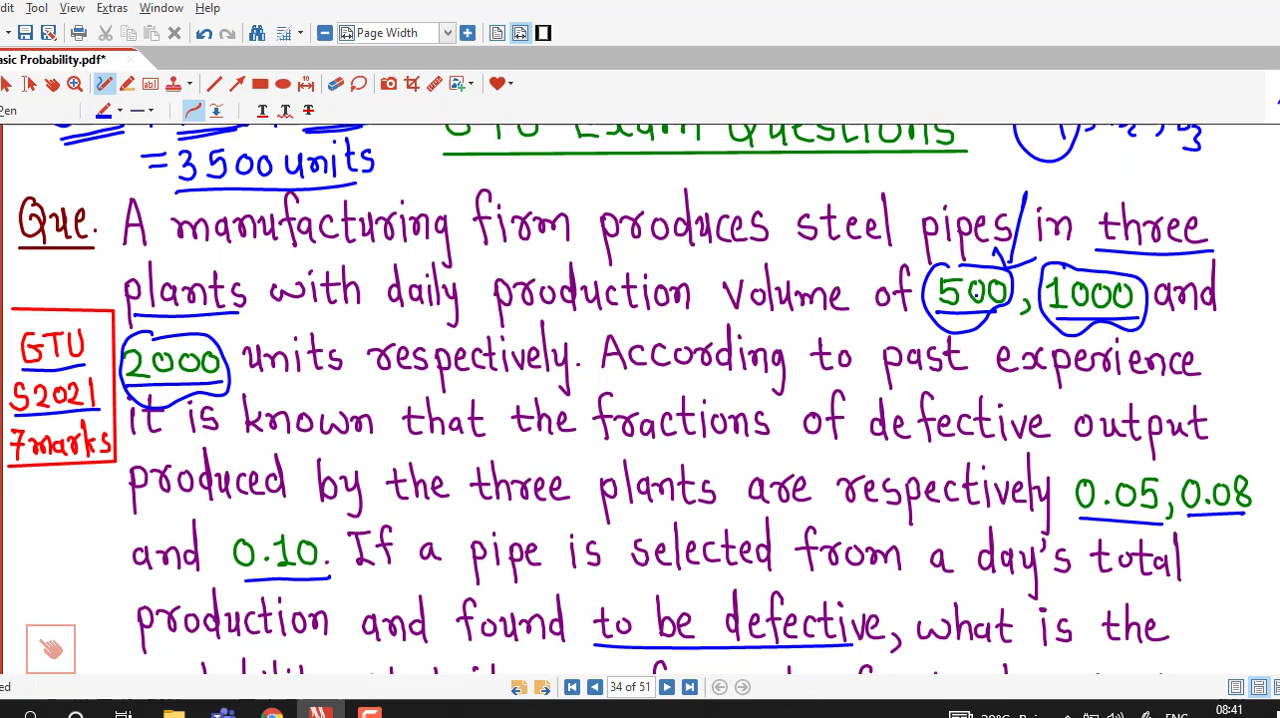 dit Tool View Extras Window Help
Page Width
asic Probability.pdf*
Pen
GTU Exam Questions
= 3500 units
Que. A manufacturing firm produces steel pipes in three
plants with daily production volume of 500, 1000 and
2000 units respectively. According to past experience
it is known that the fractions of defective output
produced by the three plants are respectively 0.05, 0.08
and 0.10. If a pipe is selected from a day's total
production and found to be defective, what is the
GTU
S2021
7marks
34 of 51
08:41
ENG